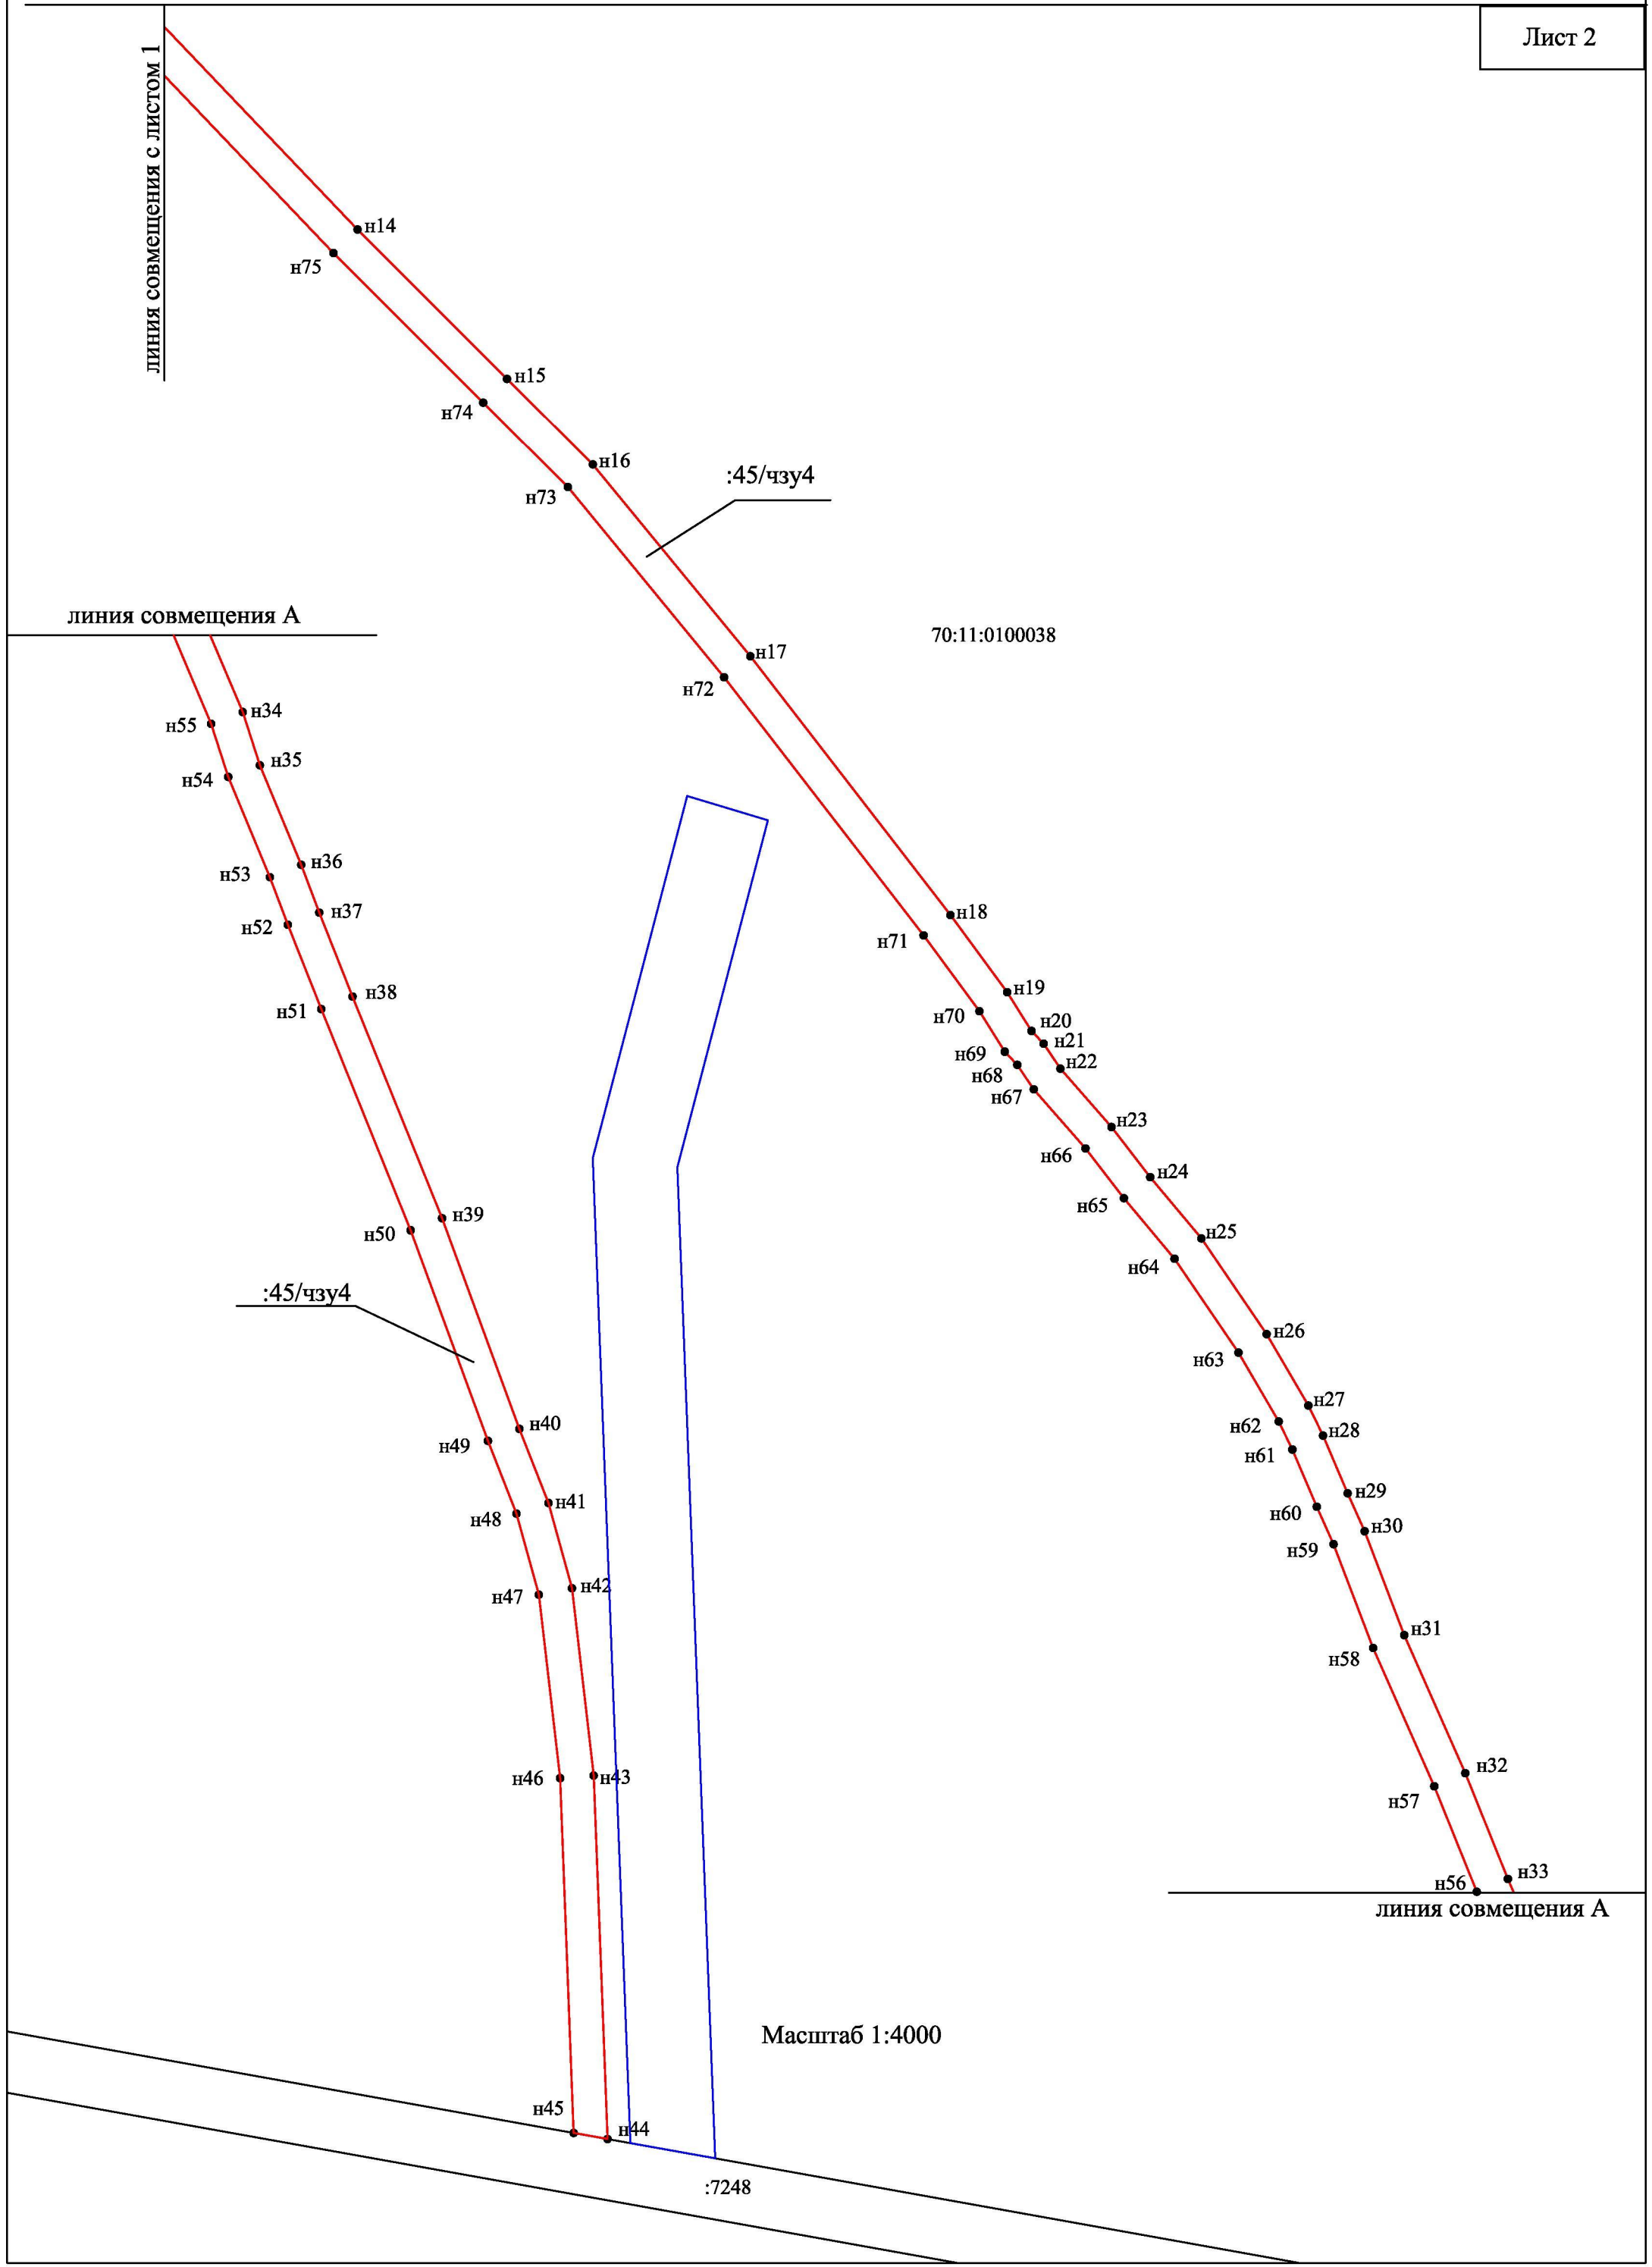 Лист 2
линия совмещения с листом 1
н14
н75
н15
н74
н16
:45/чзу4
н73
линия совмещения А
70:11:0100038
н17
н72
н34
н55
н35
н54
н36
н53
н37
н18
н52
н71
н38
н19
н51
н70
н20
н21
н69
н22
н68
н67
н23
н66
н24
н65
н39
н25
н50
н64
:45/чзу4
н26
н63
н27
н40
н62
н28
н49
н61
н29
н41
н60
н48
н30
н59
н42
н47
н31
н58
н32
н46
н43
н57
н33
н56
линия совмещения А
Масштаб 1:4000
н45
н44
:7248